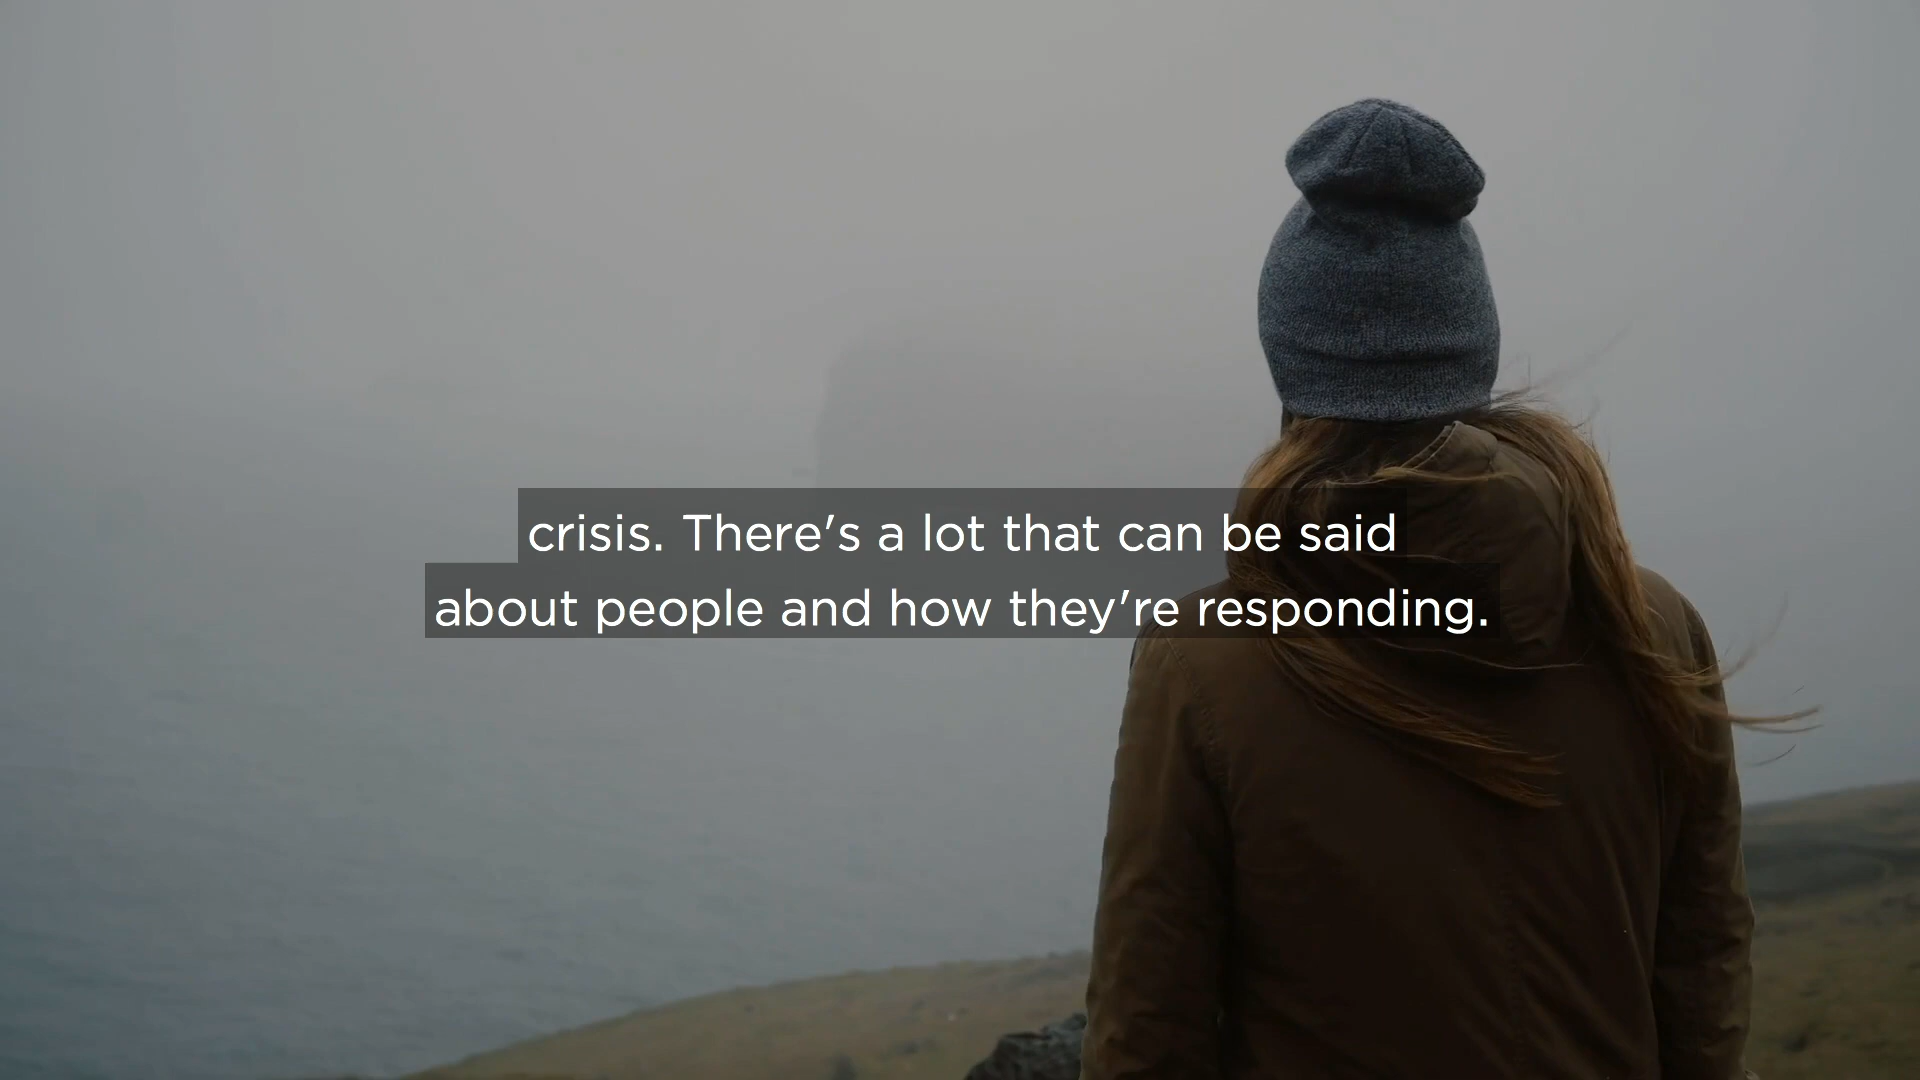 crisis. There's a lot that can be said
about people and how they're responding.